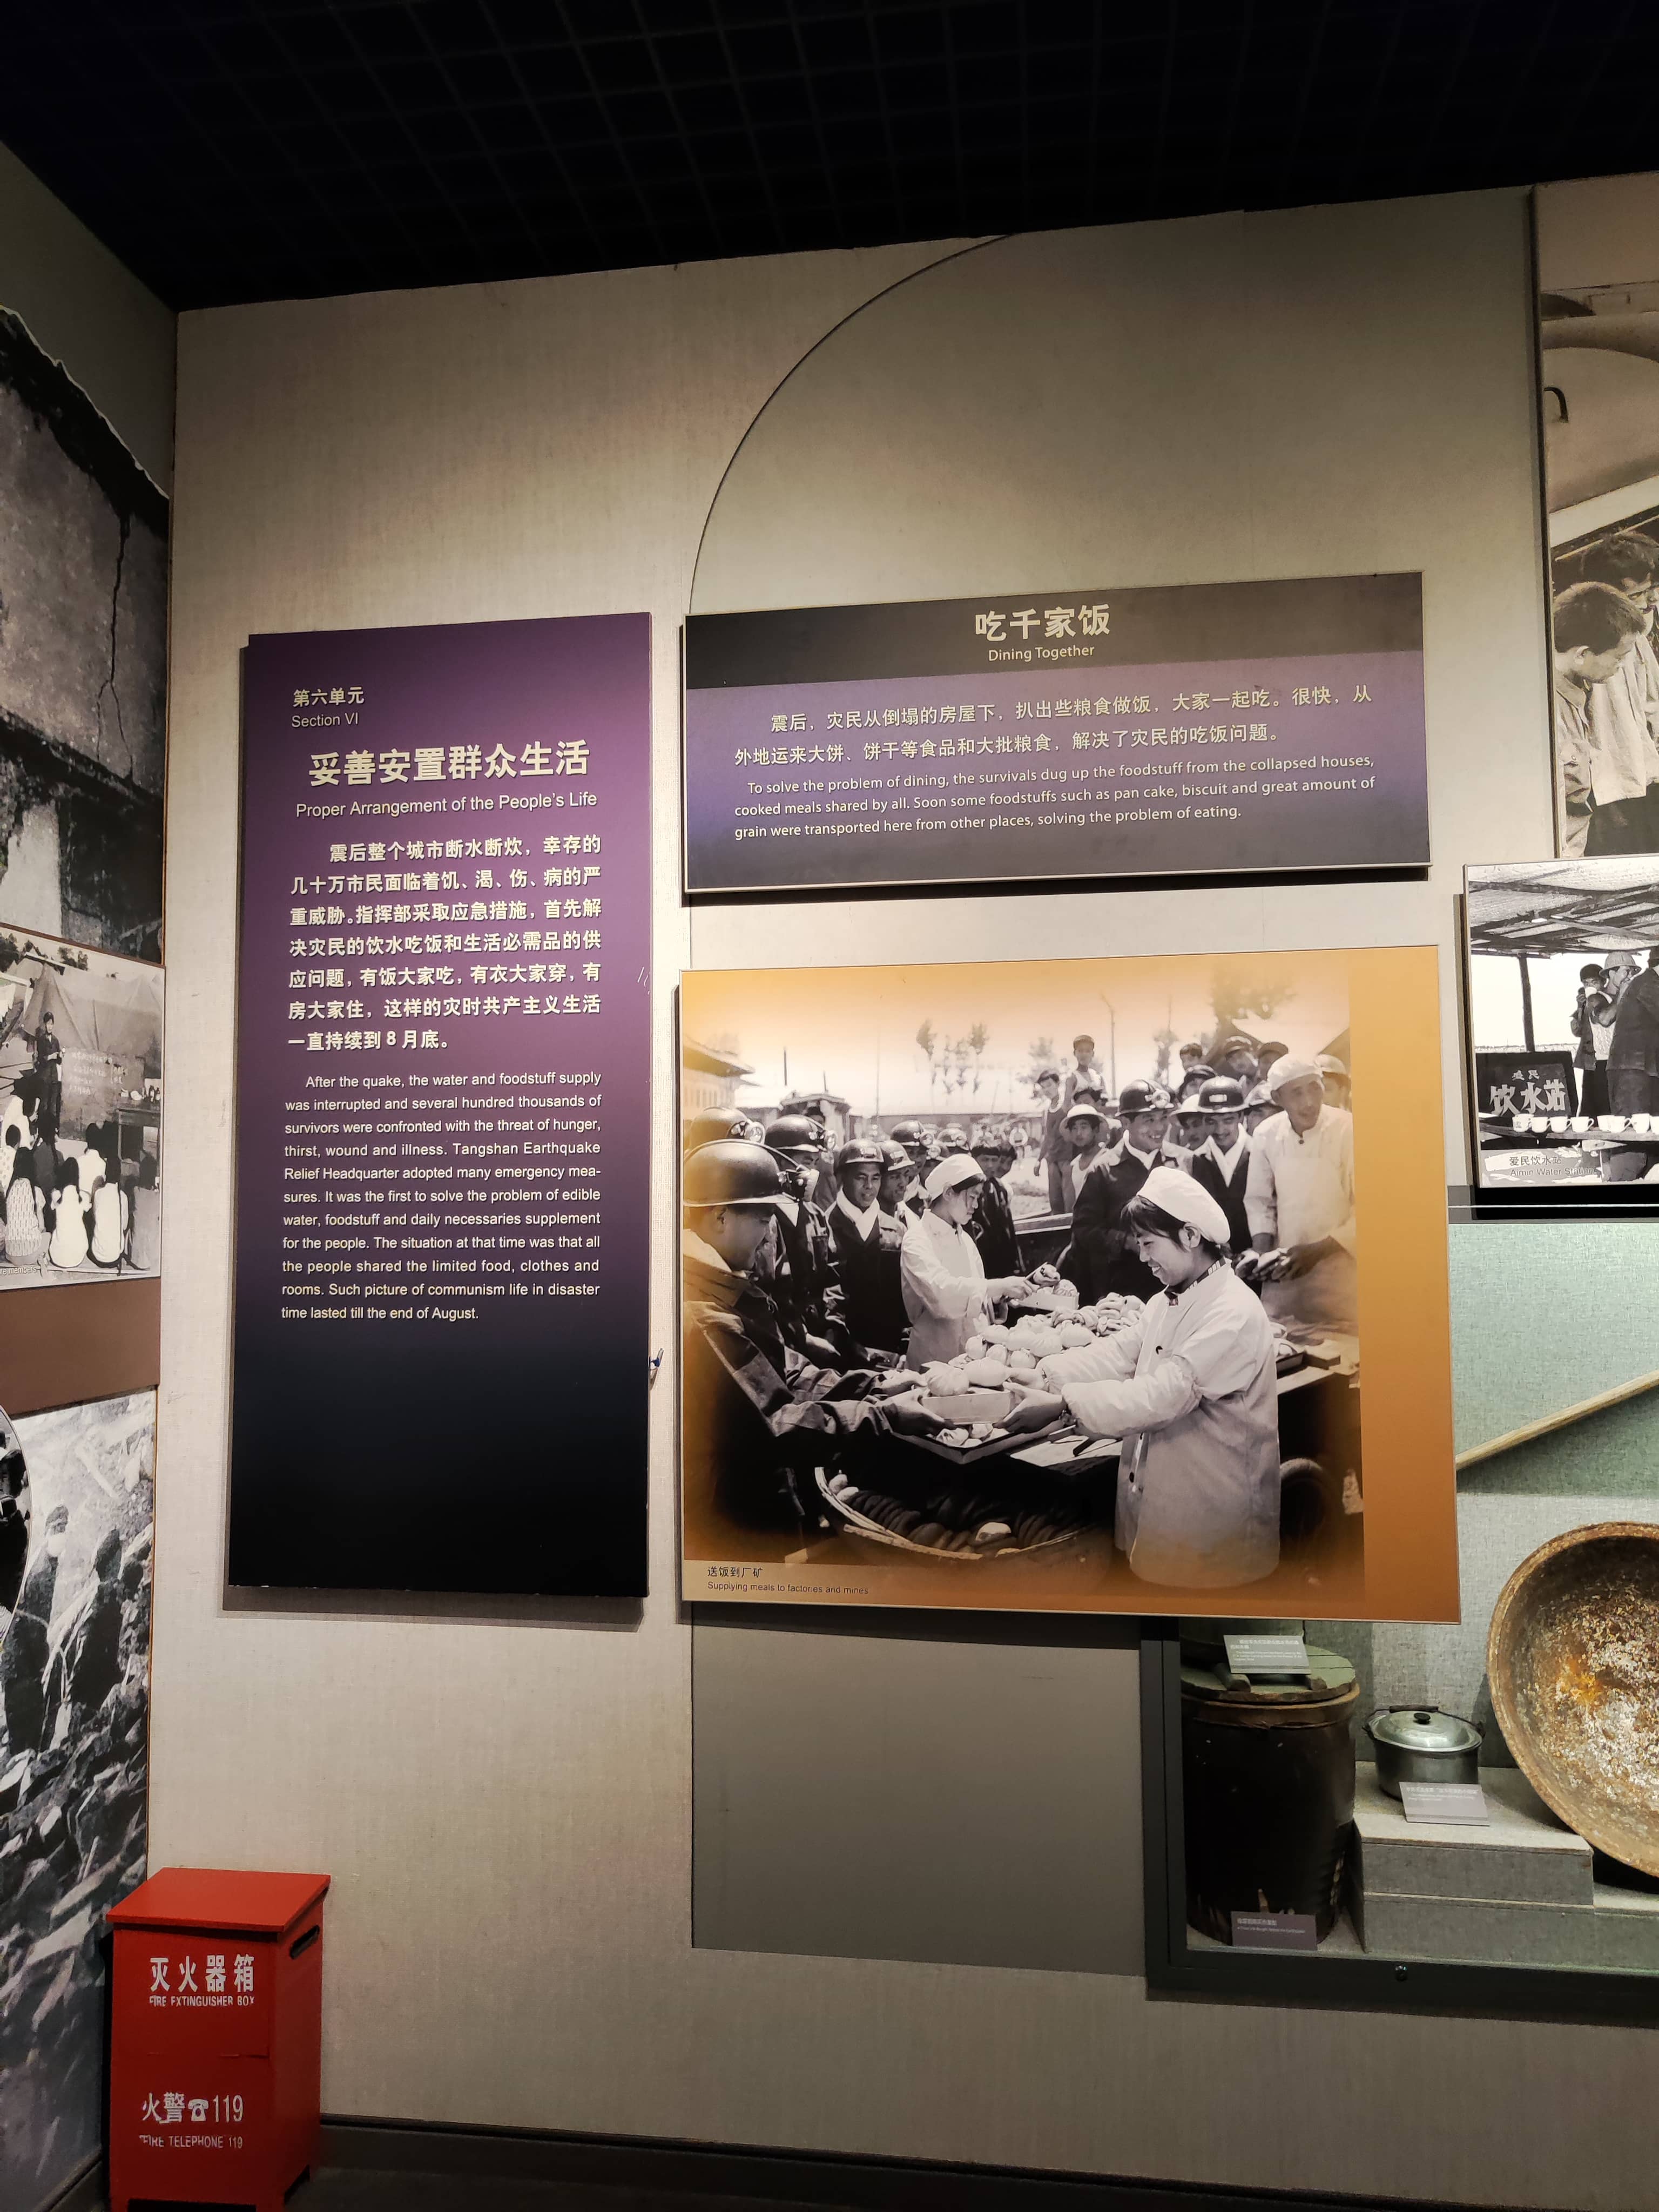 第六单元
Section VI
妥善安置群众生活
Proper Arrangement of the People's Life
震后整个城市断水断炊，幸存的
几十万市民面临着饥、渴、伤、病的严
重威胁。指挥部采取应急措施，首先解
决灾民的饮水吃饭和生活必需品的供
应问题，有饭大家吃，有衣大家穿，有
房大家住，这样的灾时共产主义生活
一直持续到8月底。
After the quake, the water and foodstuff supply
was interrupted and several hundred thousands of
survivors were confronted with the threat of hunger,
thirst, wound and illness. Tangshan Earthquake
Relief Headquarter adopted many emergency mea-
sures. It was the first to solve the problem of edible
water, foodstuff and daily necessaries supplement
for the people. The situation at that time was that all
the people shared the limited food, clothes and
rooms. Such picture of communism life in disaster
time lasted till the end of August.
吃千家饭
Dining Together
震后，灾民从倒塌的房屋下，扒出些粮食做饭，大家一起吃。很快，从
外地运来大饼、饼干等食品和大批粮食，解决了灾民的吃饭问题。
To solve the problem of dining, the survivals dug up the foodstuff from the collapsed houses,
cooked meals shared by all. Soon some foodstuffs such as pan cake, biscuit and great amount of
grain were transported here from other places, solving the problem of eating.
送饭到厂矿
Supplying meals to factories and mines
爱民
饮水站
爱民饮水站
Aimin Water Station
灭火器箱
FIRE EXTINGUISHER BOX
火警☎119
FIRE TELEPHONE 119